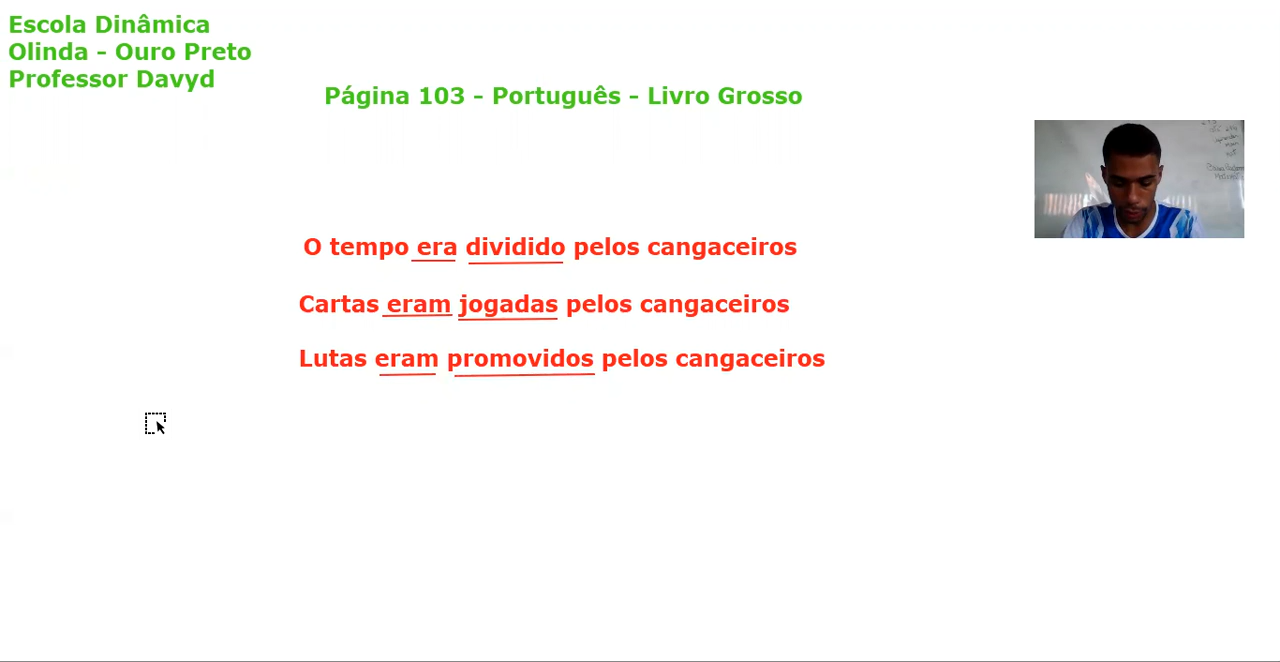 Escola Dinâmica
Olinda - Ouro Preto
Professor Davyd
Página 103 - Português - Livro Grosso
O tempo era dividido pelos cangaceiros
Cartas eram jogadas pelos cangaceiros
Lutas eram promovidos pelos cangaceiros